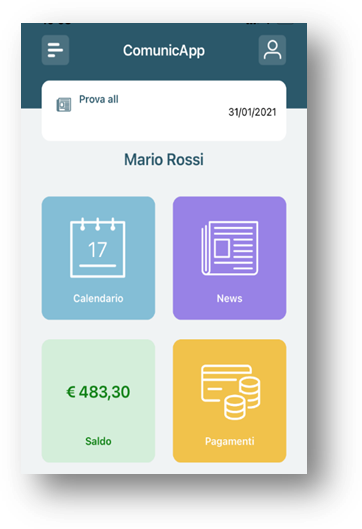 ComunicApp
Prova all
31/01/2021
Mario Rossi
17
Calendario
News
€ 483,30
Saldo
Pagamenti